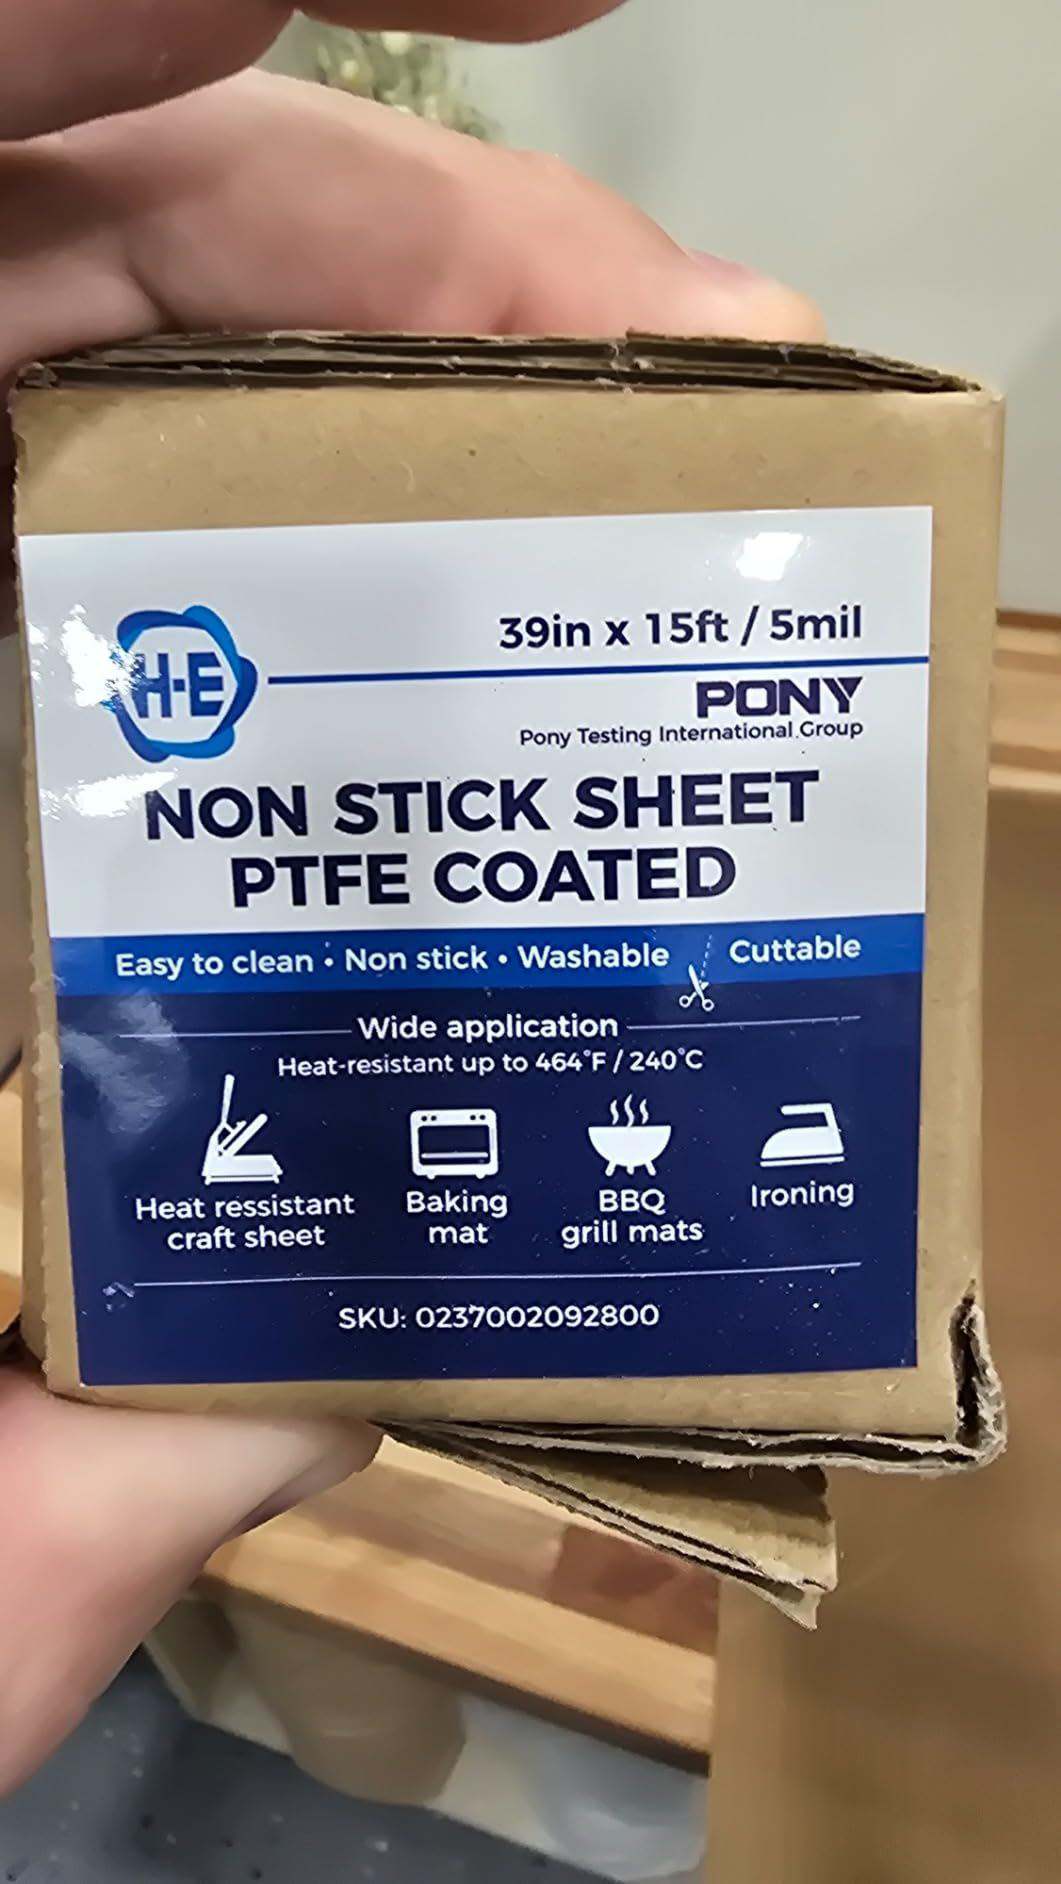 39in x 15ft / 5mil
H-E
PONY
Pony Testing International Group
NON STICK SHEET
PTFE COATED
Easy to clean • Non stick • Washable Cuttable
Wide application
Heat-resistant up to 464°F / 240°C
Heat ressistant
craft sheet
Baking
mat
BBQ
grill mats
Ironing
SKU: 0237002092800